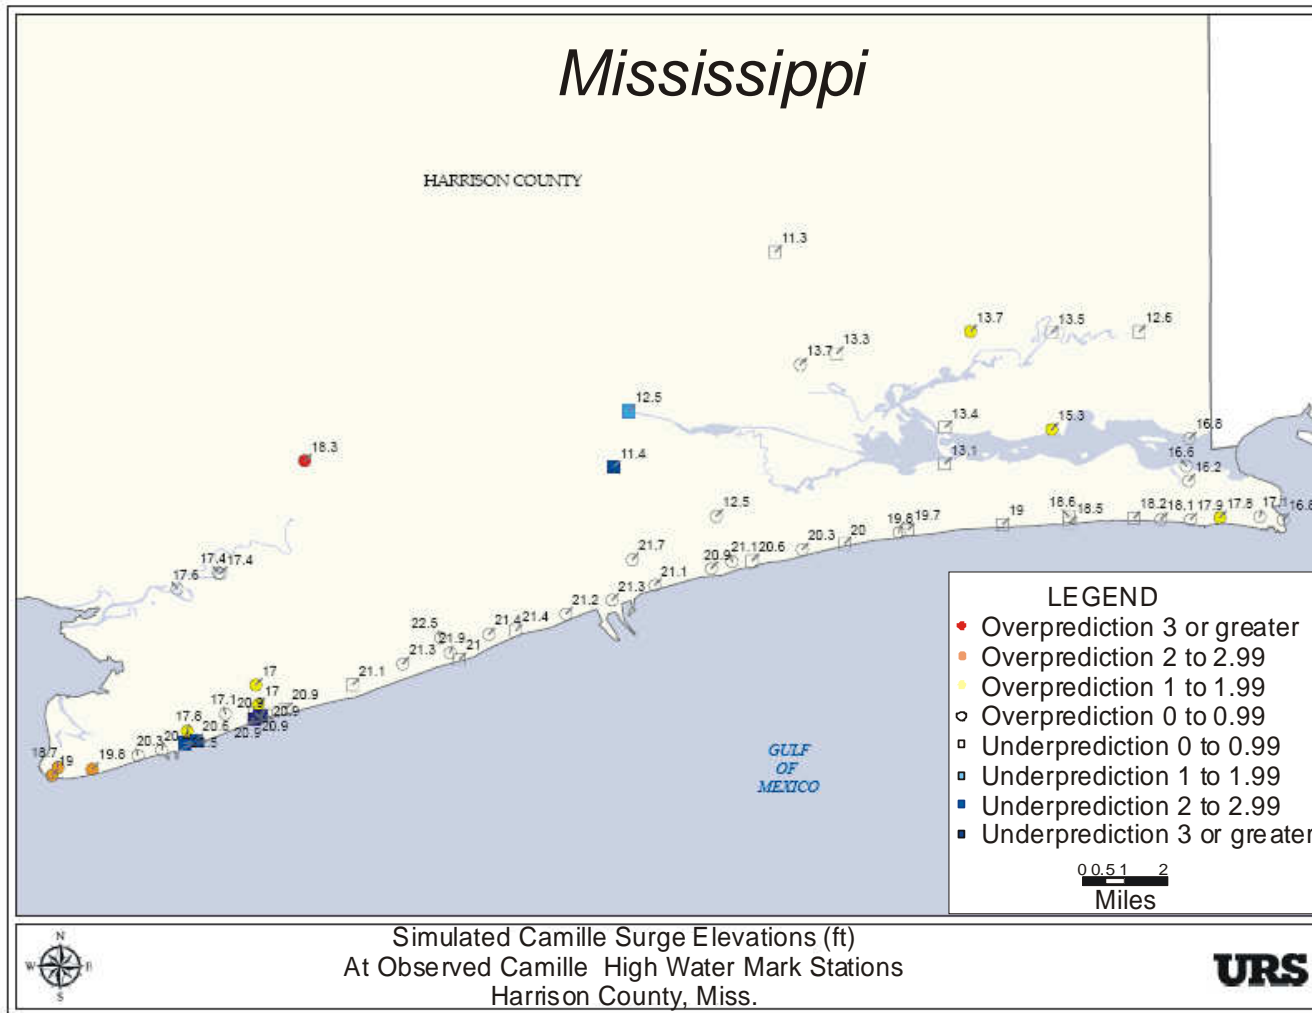 Mississippi
HARRISON COUNTY
11.3
13.7
13.5
12.6
13.3
13.7
12.5
13.4
15.3
16.8
18.3
11.4
13.1
16.6
16.2
12.5
18.6
18.5
18.2
18.1
17.9
17.8
17.1
16.8
19
19.8
19.7
20
20.3
21.7
20.9
21.1
20.6
17.4
17.4
17.6
21.1
21.3
21.2
22.5
21.4
21.4
21.9
21
21.3
21.1
17
17
20.9
20.9
17.1
20.9
20.9
20.9
17.8
20.6
20.3
18.7
19
19.8
GULF
OF
MEXICO
LEGEND
Overprediction 3 or greater
Overprediction 2 to 2.99
Overprediction 1 to 1.99
Overprediction 0 to 0.99
Underprediction 0 to 0.99
Underprediction 1 to 1.99
Underprediction 2 to 2.99
Underprediction 3 or greater
0 0.5 1 2
Miles
N
W E
S
Simulated Camille Surge Elevations (ft)
At Observed Camille High Water Mark Stations
Harrison County, Miss.
URS